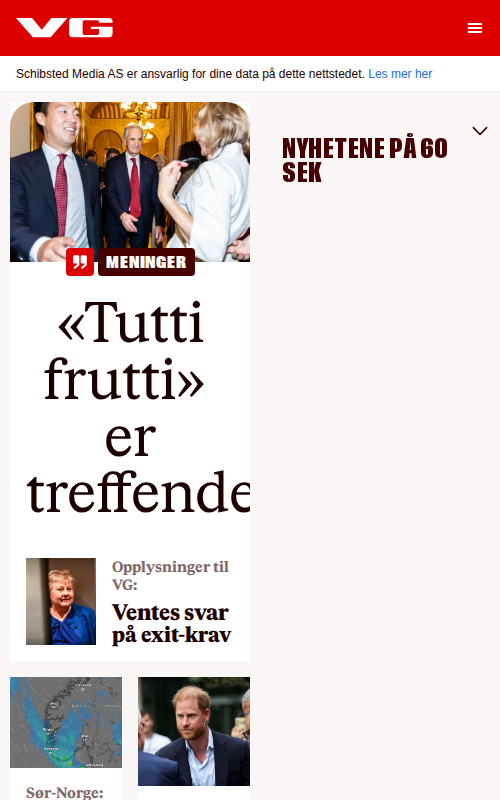 VG
Schibsted Media AS er ansvarlig for dine data på dette nettstedet. Les mer her
MENINGER
«Tutti
frutti»
er
treffende
Opplysninger til
VG:
Ventes svar
på exit-krav
Sør-Norge:
NYHETENE PÅ 60
SEK